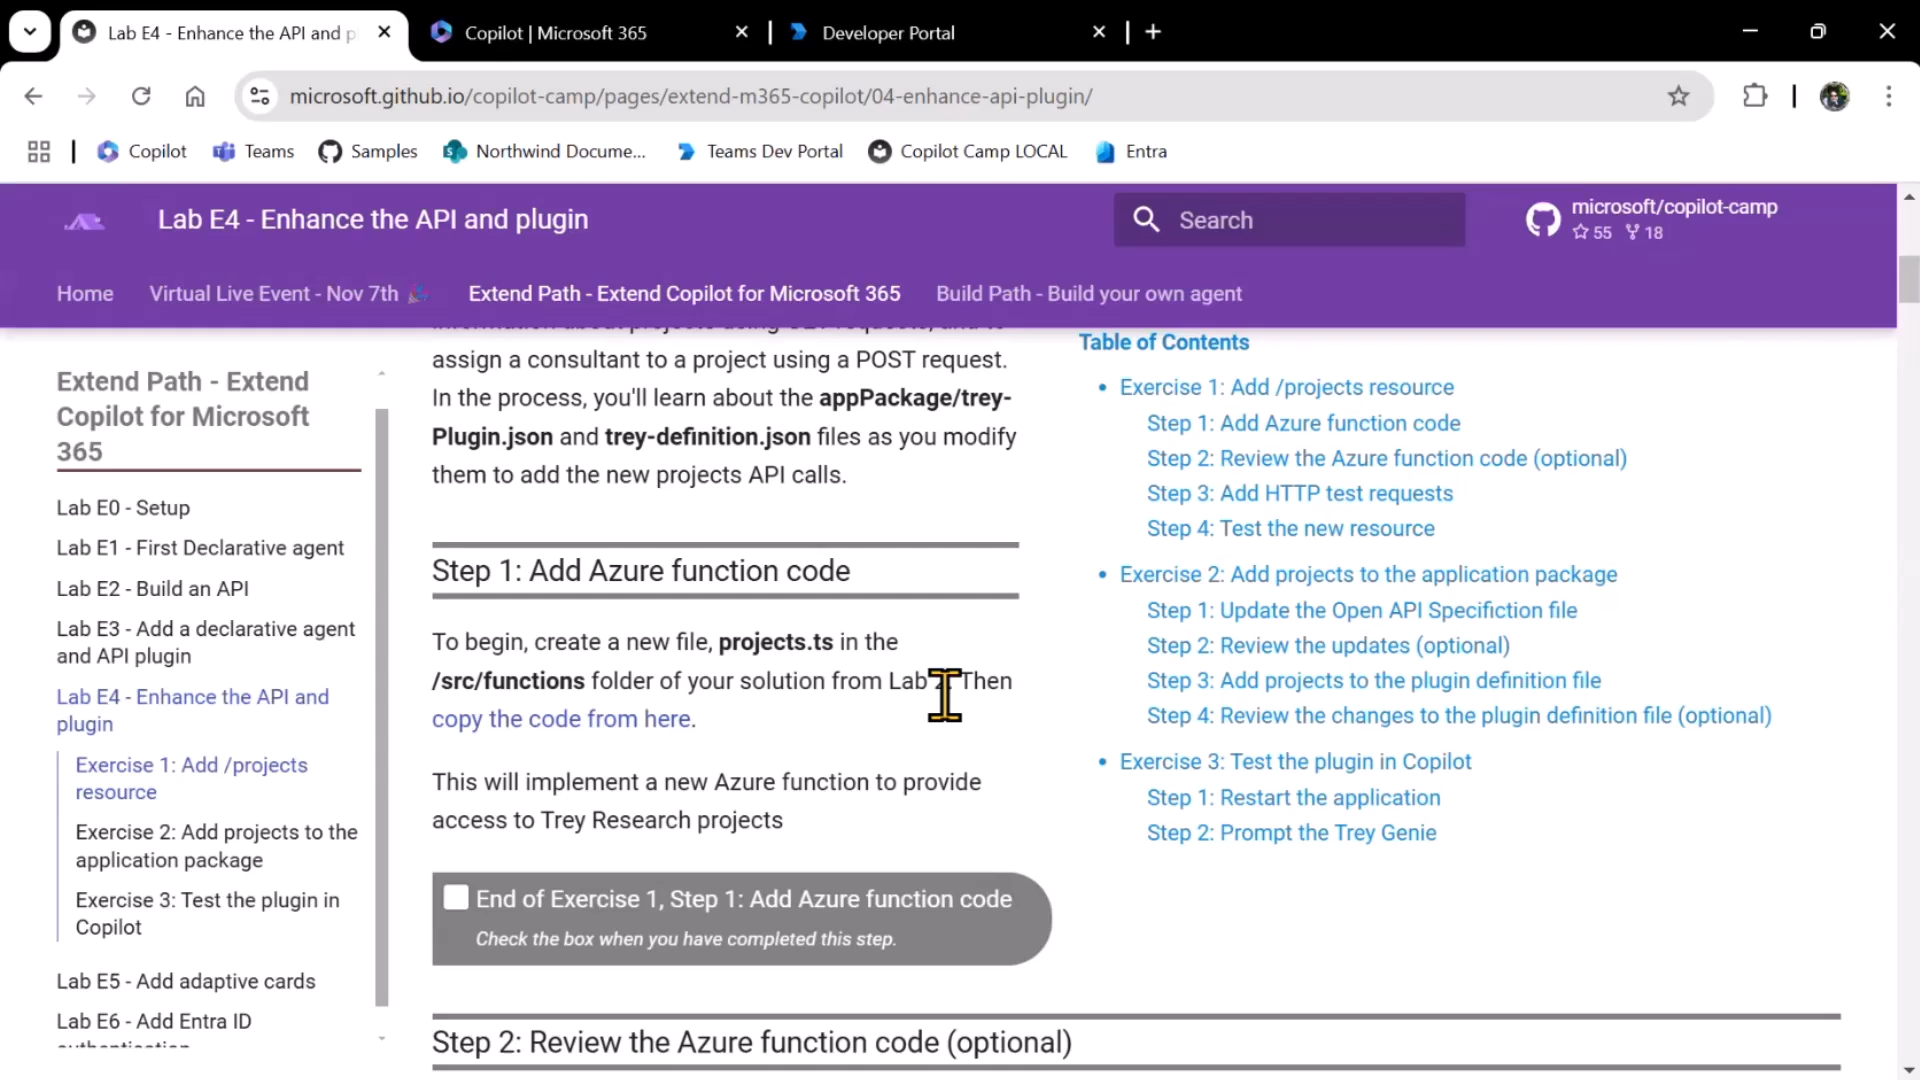 Lab E4 - Enhance the API and p
Copilot | Microsoft 365
Developer Portal
microsoft.github.io/copilot-camp/pages/extend-m365-copilot/04-enhance-api-plugin/
Copilot
Teams
Samples
Northwind Docume...
Teams Dev Portal
Copilot Camp LOCAL
Entra
Lab E4 - Enhance the API and plugin
Search
microsoft/copilot-camp
55 18
Home
Virtual Live Event - Nov 7th
Extend Path - Extend Copilot for Microsoft 365
Build Path - Build your own agent
Extend Path - Extend
Copilot for Microsoft
365
Lab E0 - Setup
Lab E1 - First Declarative agent
Lab E2 - Build an API
Lab E3 - Add a declarative agent
and API plugin
Lab E4 - Enhance the API and
plugin
Exercise 1: Add /projects
resource
Exercise 2: Add projects to the
application package
Exercise 3: Test the plugin in
Copilot
Lab E5 - Add adaptive cards
Lab E6 - Add Entra ID
assign a consultant to a project using a POST request.
In the process, you'll learn about the appPackage/trey-
Plugin.json and trey-definition.json files as you modify
them to add the new projects API calls.
Step 1: Add Azure function code
To begin, create a new file, projects.ts in the
/src/functions folder of your solution from Lab Then
copy the code from here.
This will implement a new Azure function to provide
access to Trey Research projects
End of Exercise 1, Step 1: Add Azure function code
Check the box when you have completed this step.
Step 2: Review the Azure function code (optional)
Table of Contents
Exercise 1: Add /projects resource
Step 1: Add Azure function code
Step 2: Review the Azure function code (optional)
Step 3: Add HTTP test requests
Step 4: Test the new resource
Exercise 2: Add projects to the application package
Step 1: Update the Open API Specifiction file
Step 2: Review the updates (optional)
Step 3: Add projects to the plugin definition file
Step 4: Review the changes to the plugin definition file (optional)
Exercise 3: Test the plugin in Copilot
Step 1: Restart the application
Step 2: Prompt the Trey Genie